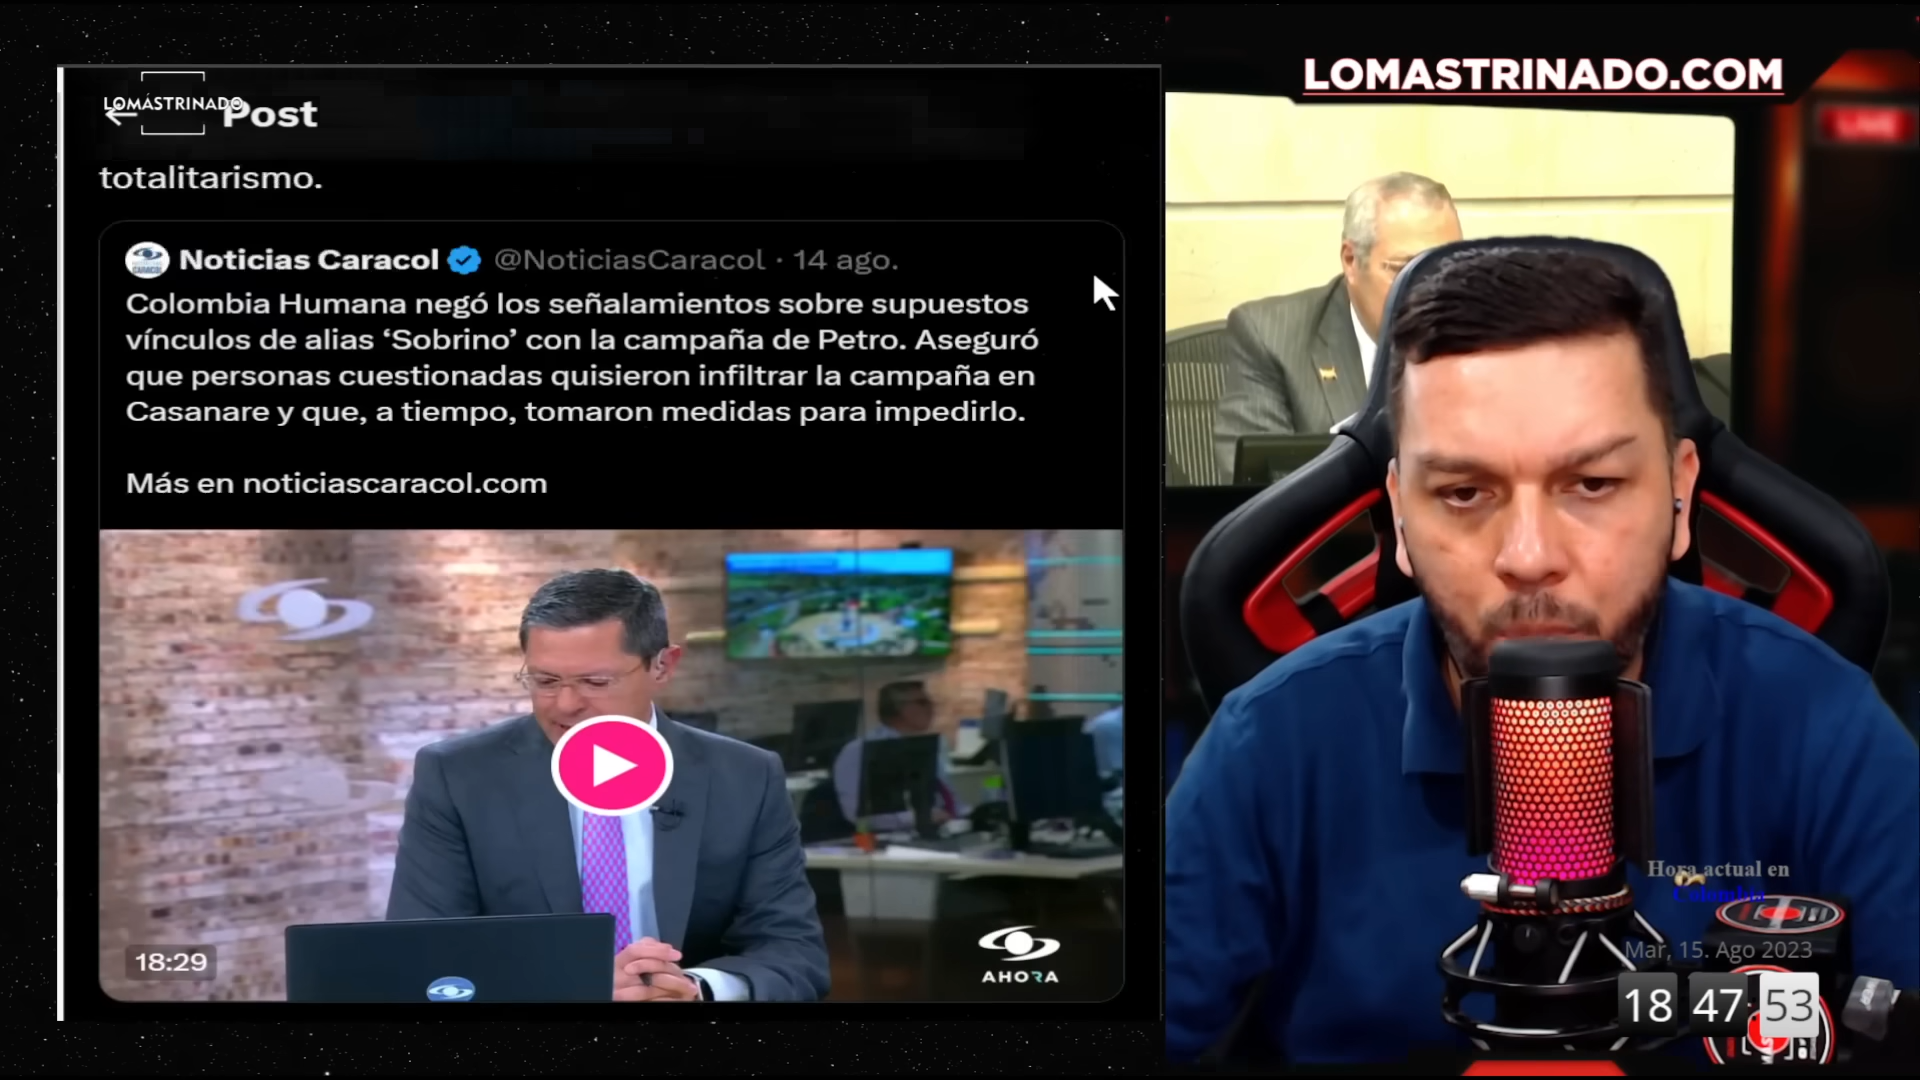 LOMASTRINADO.COM
LOMÁSTRINADO
Post
totalitarismo.
Noticias Caracol @NoticiasCaracol · 14 ago.
Colombia Humana negó los señalamientos sobre supuestos
vínculos de alias ‘Sobrino’ con la campaña de Petro. Aseguró
que personas cuestionadas quisieron infiltrar la campaña en
Casanare y que, a tiempo, tomaron medidas para impedirlo.
Más en noticiascaracol.com
18:29
AHORA
LIVE
Hora actual en
Colombia
Mar, 15. Ago 2023
18 47 53